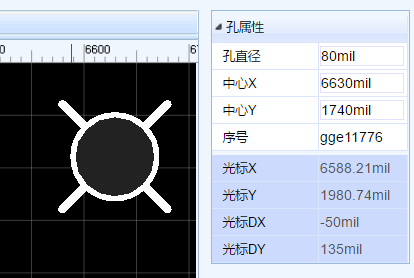 0 6600 67
孔属性
孔直径 80mil
中心X 6630mil
中心Y 1740mil
序号 gge11776
光标X 6588.21mil
光标Y 1980.74mil
光标DX -50mil
光标DY 135mil